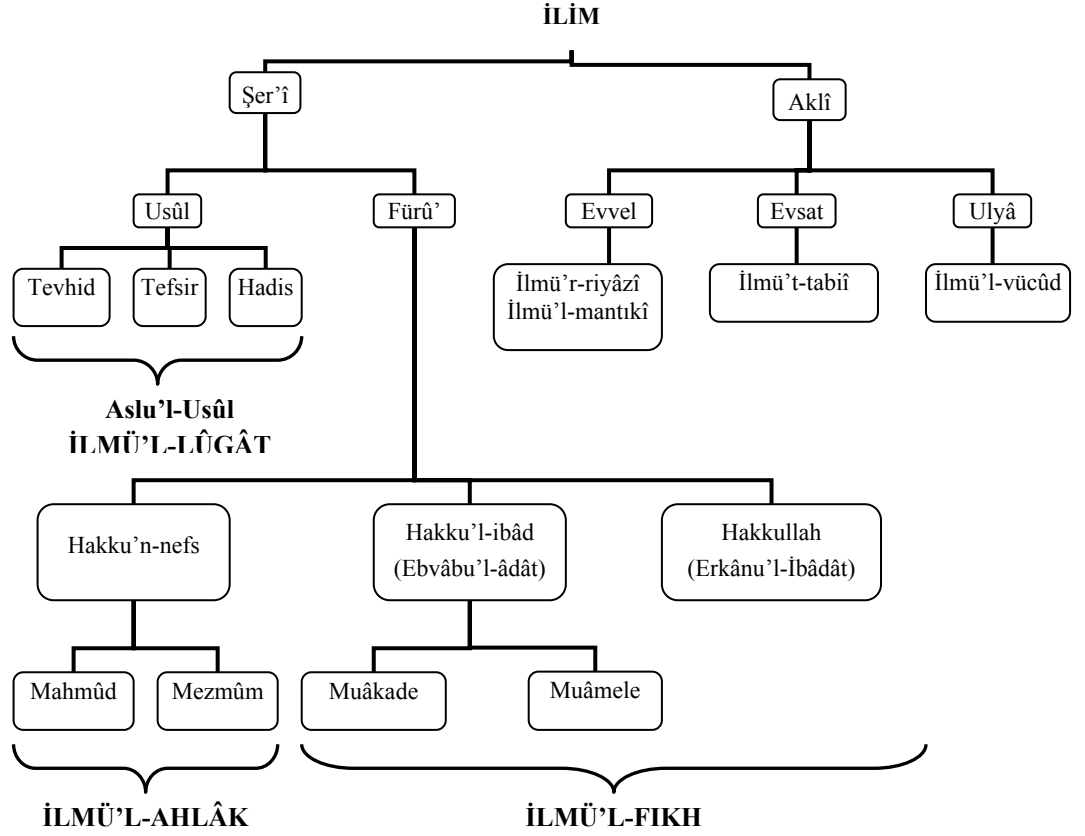 İLİM
Şer’î
Aklî
Usûl
Fürû’
Evvel
Evsat
Ulyâ
Tevhid
Tefsir
Hadis
İlmü’r-riyâzî
İlmü’l-mantıkî
İlmü’t-tabiî
İlmü’l-vücûd
Aslu’l-Usûl
İLMÜ’L-LÛGÂT
Hakku’n-nefs
Hakku’l-ibâd
(Ebvâbu’l-âdât)
Hakkullah
(Erkânu’l-İbâdât)
Mahmûd
Mezmûm
Muâkade
Muâmele
İLMÜ’L-AHLÂK
İLMÜ’L-FIKH